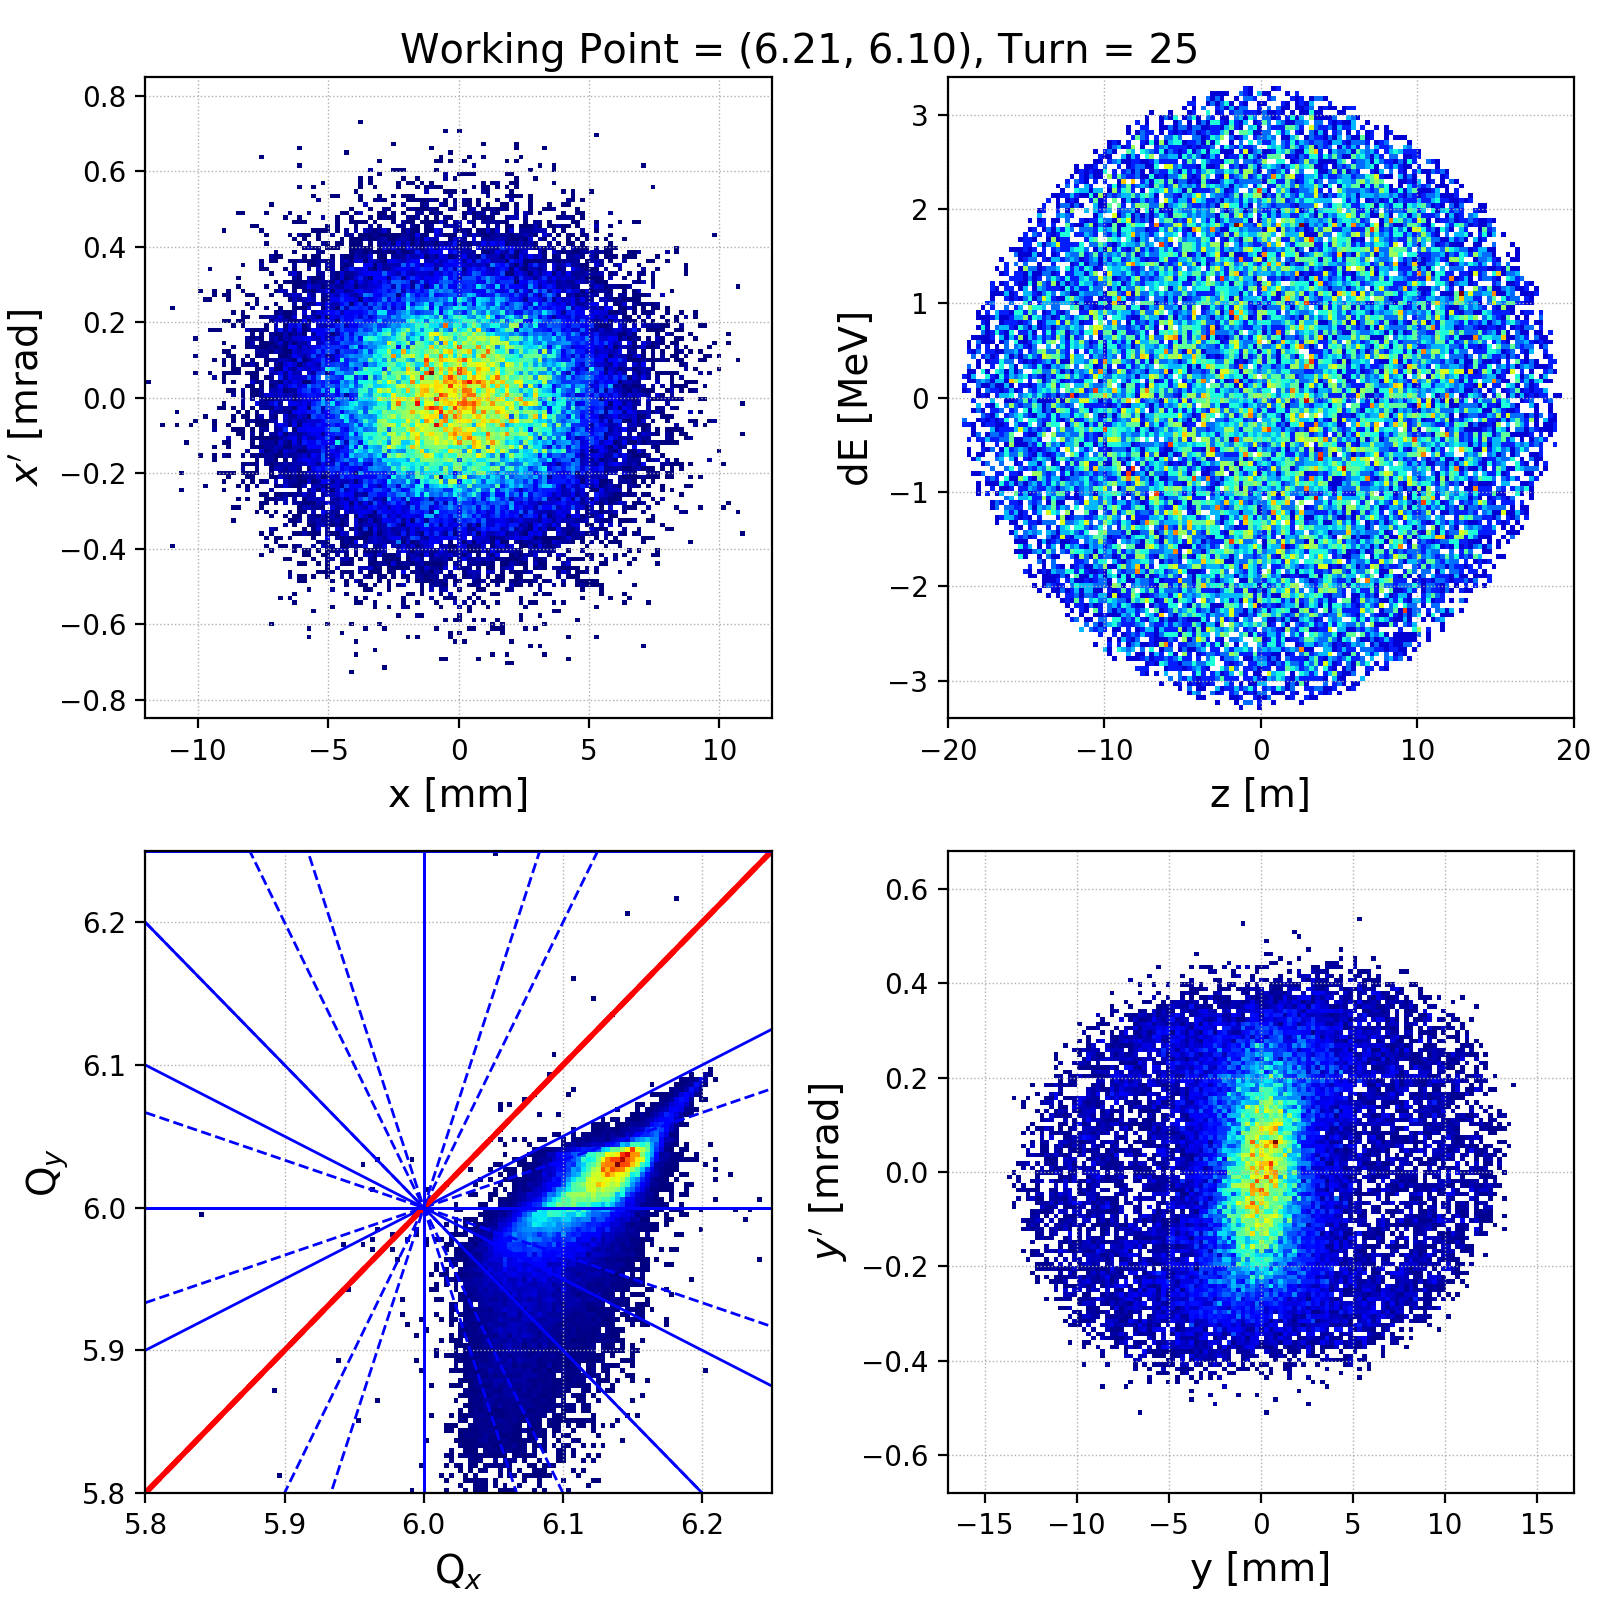 Working Point = (6.21, 6.10), Turn = 25
0.8
0.6
0.4
0.2
0.0
−0.2
−0.4
−0.6
−0.8
x′ [mrad]
−10 −5 0 5 10
x [mm]
3
2
1
0
−1
−2
−3
dE [MeV]
−20 −10 0 10 20
z [m]
6.2
6.1
6.0
5.9
5.8
Qy
5.8 5.9 6.0 6.1 6.2
Qx
0.6
0.4
0.2
0.0
−0.2
−0.4
−0.6
y′ [mrad]
−15 −10 −5 0 5 10 15
y [mm]